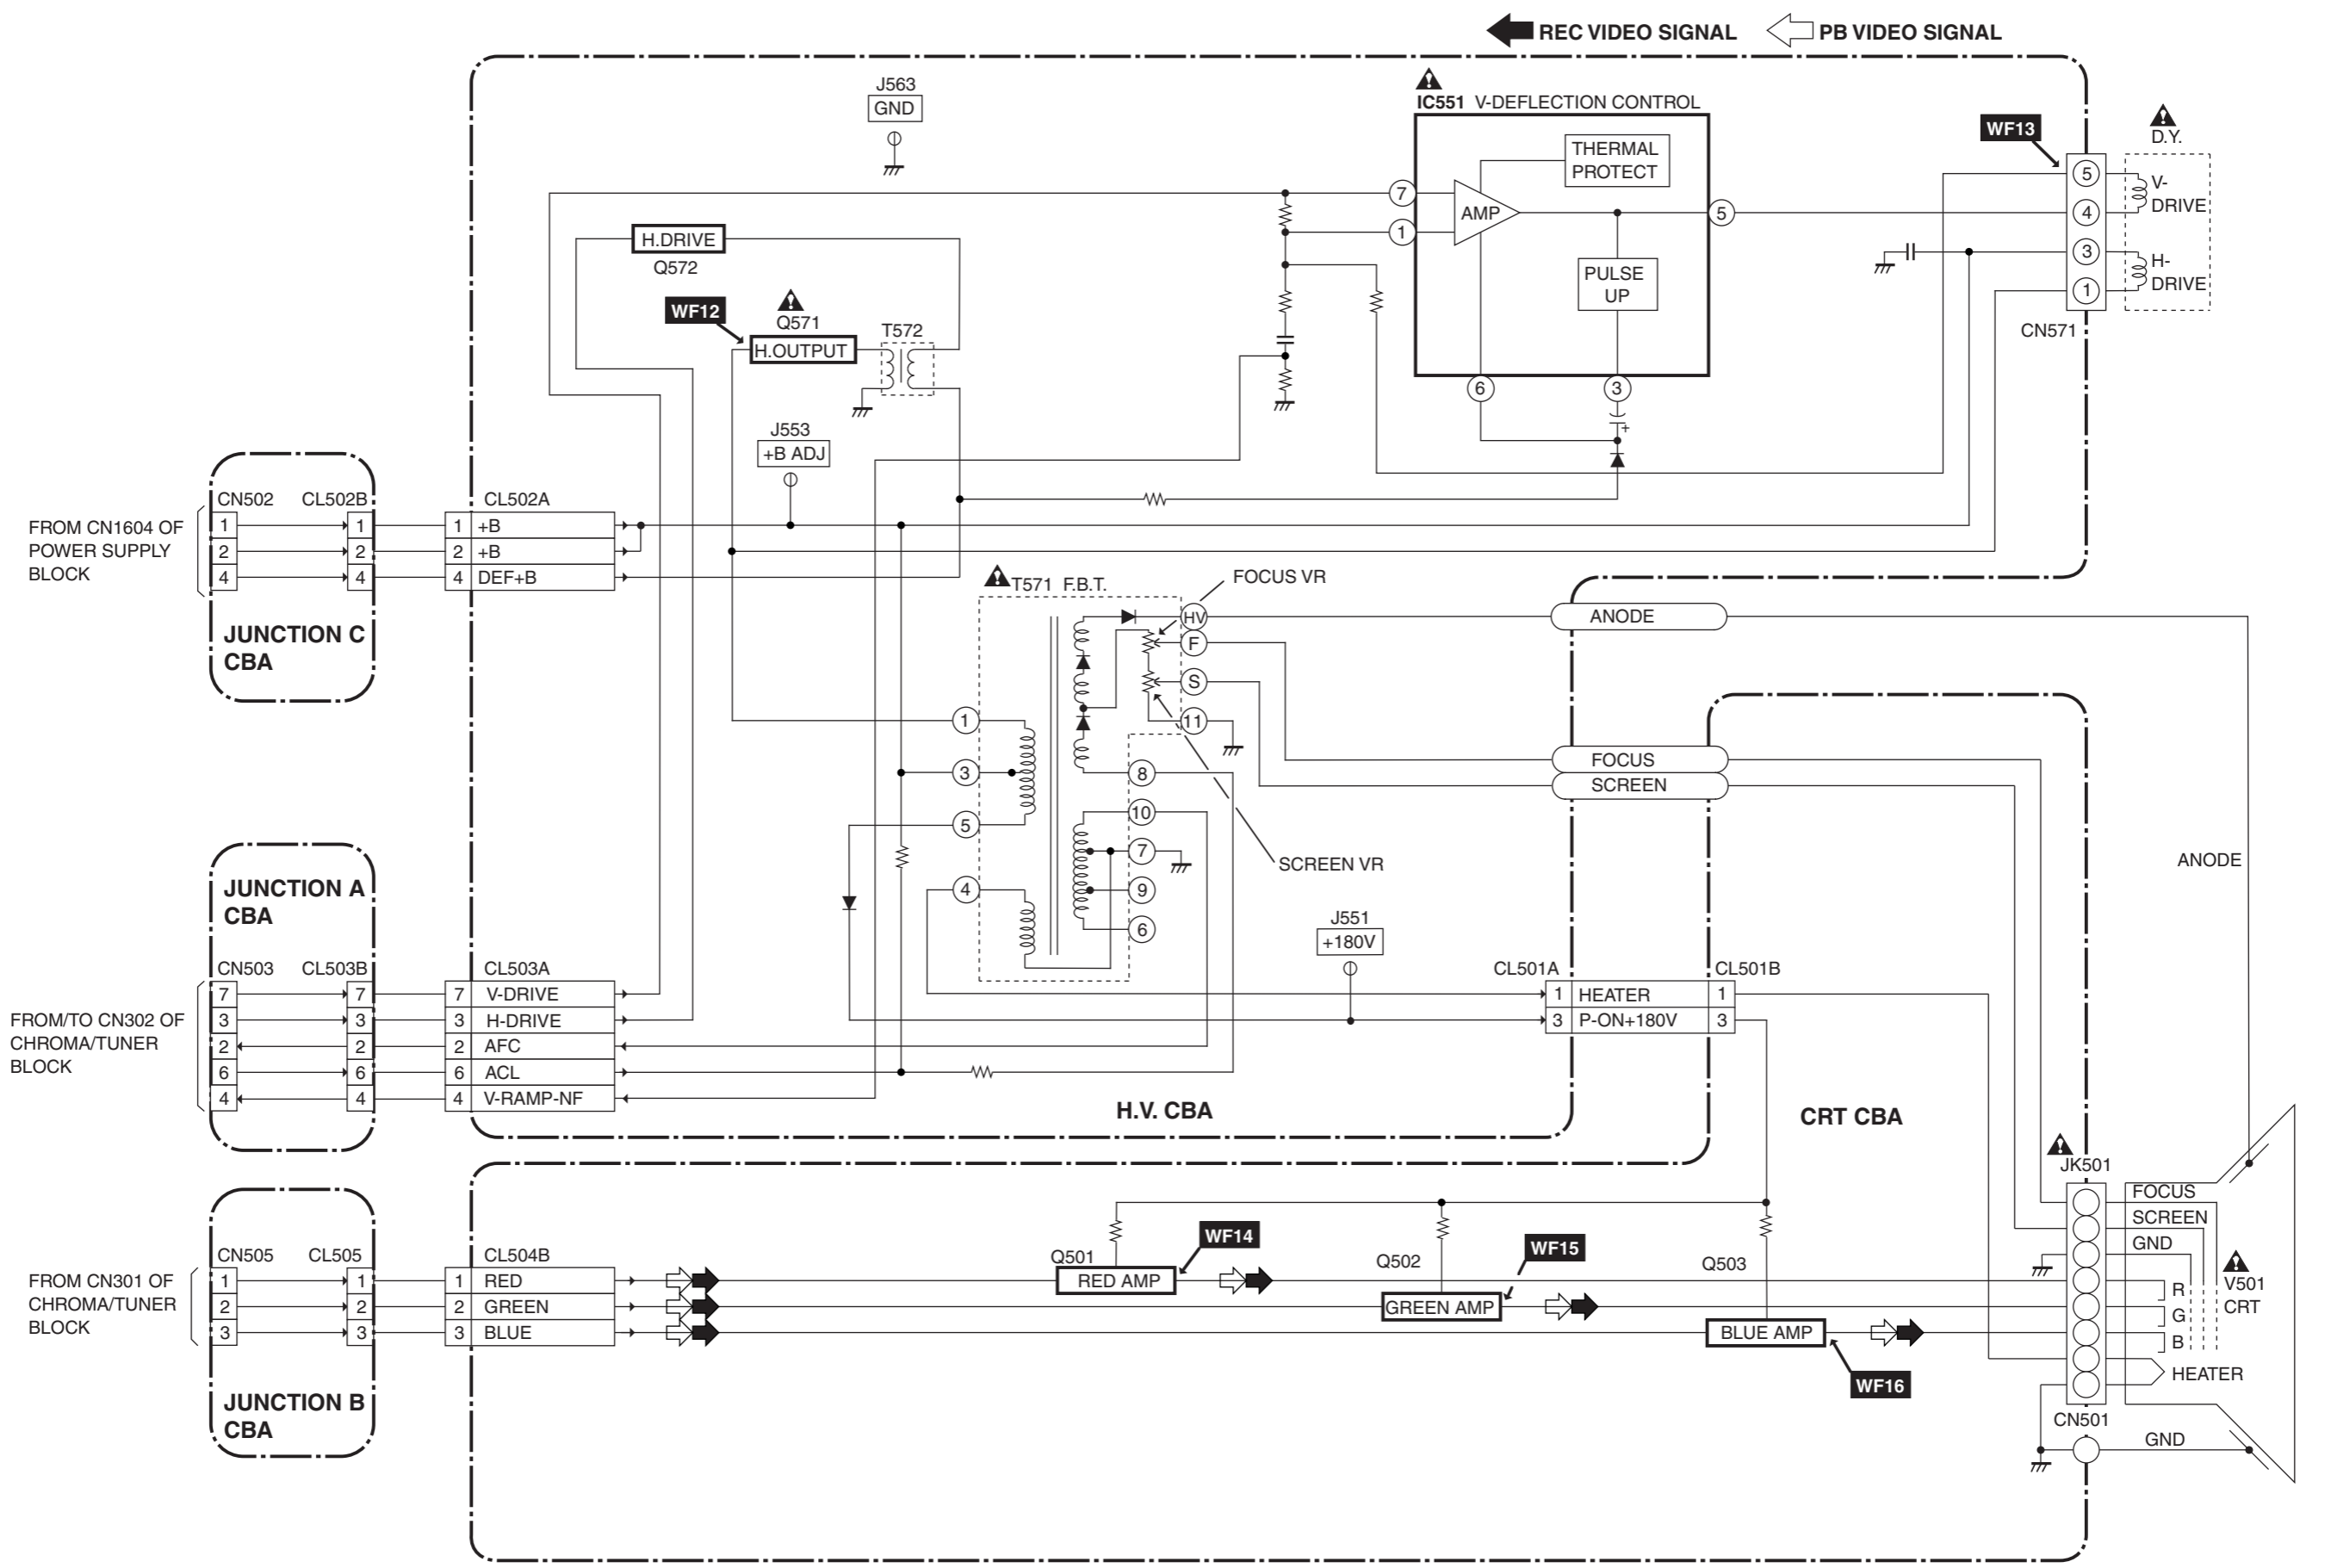 REC VIDEO SIGNAL
PB VIDEO SIGNAL
J563
GND
IC551 V-DEFLECTION CONTROL
THERMAL
PROTECT
AMP
PULSE
UP
7
1
5
6
3
+
WF13
D.Y.
5
4
3
1
V-
DRIVE
H-
DRIVE
CN571
H.DRIVE
Q572
WF12
Q571
H.OUTPUT
T572
J553
+B ADJ
FROM CN1604 OF
POWER SUPPLY
BLOCK
CN502
CL502B
CL502A
1 1 1 +B
2 2 2 +B
4 4 4 DEF+B
JUNCTION C
CBA
T571 F.B.T.
FOCUS VR
HV
F
S
11
1
3
5
4
8
10
7
9
6
SCREEN VR
ANODE
FOCUS
SCREEN
ANODE
J551
+180V
JUNCTION A
CBA
FROM/TO CN302 OF
CHROMA/TUNER
BLOCK
CN503
CL503B
CL503A
7 7 7 V-DRIVE
3 3 3 H-DRIVE
2 2 2 AFC
6 6 6 ACL
4 4 4 V-RAMP-NF
CL501A
CL501B
1 HEATER 1
3 P-ON+180V 3
H.V. CBA
CRT CBA
FROM CN301 OF
CHROMA/TUNER
BLOCK
CN505
CL505
CL504B
1 1 1 RED
2 2 2 GREEN
3 3 3 BLUE
JUNCTION B
CBA
Q501
RED AMP
WF14
Q502
GREEN AMP
WF15
Q503
BLUE AMP
WF16
JK501
FOCUS
SCREEN
GND
R
G
B
HEATER
V501
CRT
CN501
GND